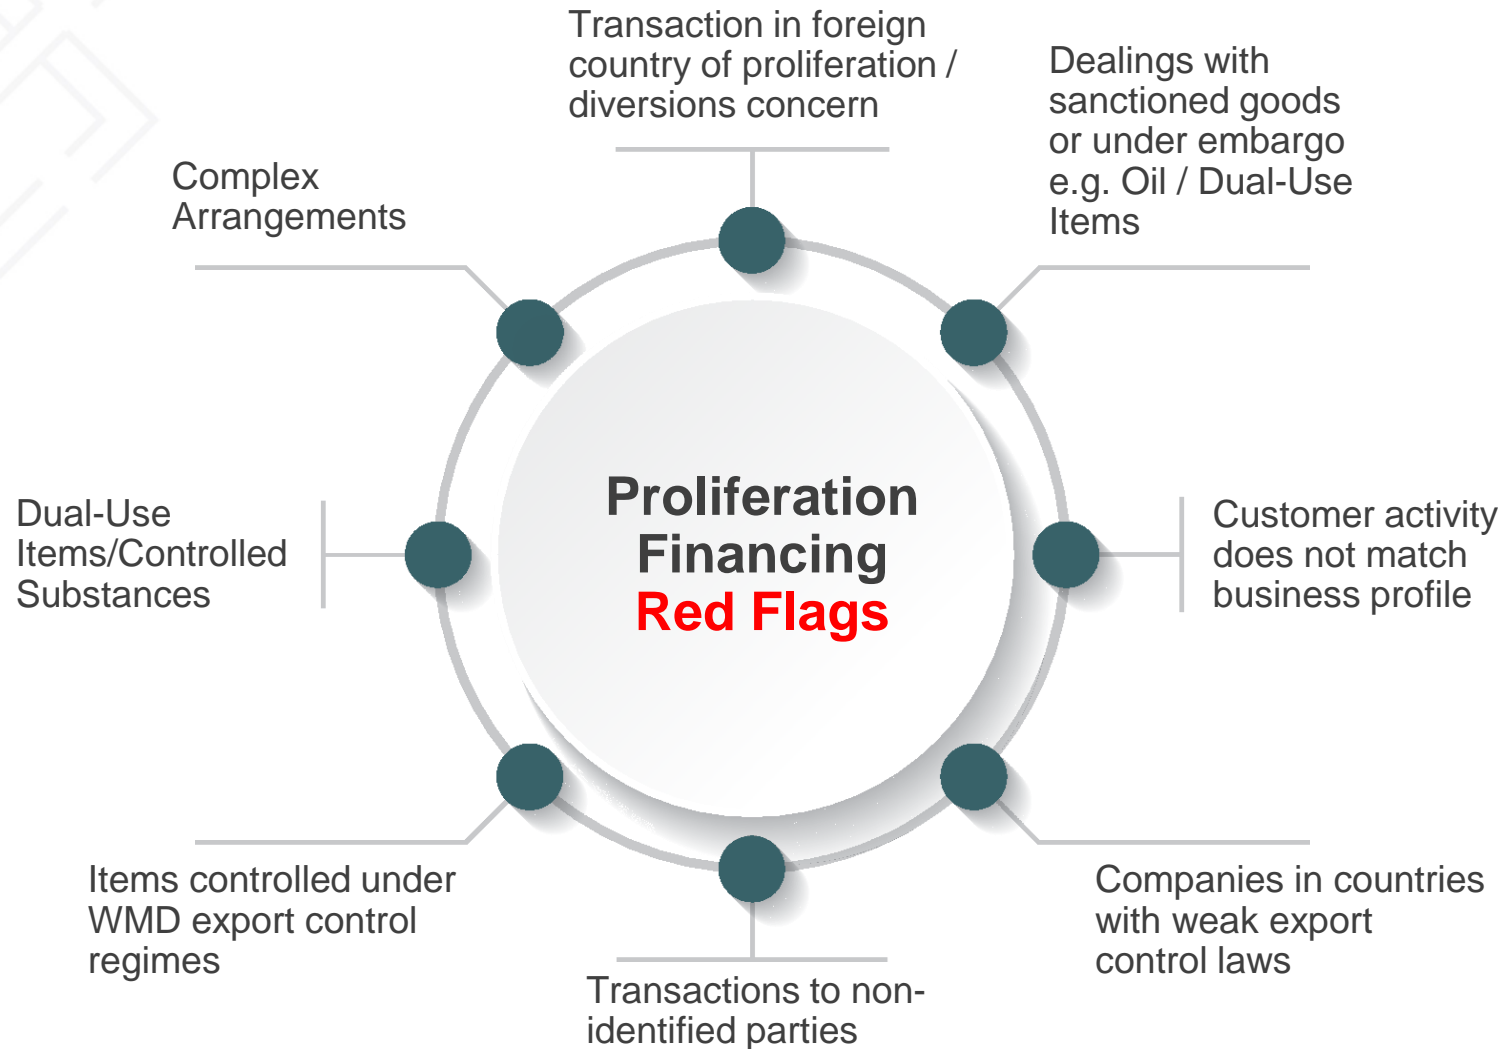 Transaction in foreign
country of proliferation /
diversions concern
Dealings with
sanctioned goods
or under embargo
e.g. Oil / Dual-Use
Items
Complex
Arrangements
Proliferation
Financing
Red Flags
Dual-Use
Items/Controlled
Substances
Customer activity
does not match
business profile
Items controlled under
WMD export control
regimes
Companies in countries
with weak export
control laws
Transactions to non-
identified parties